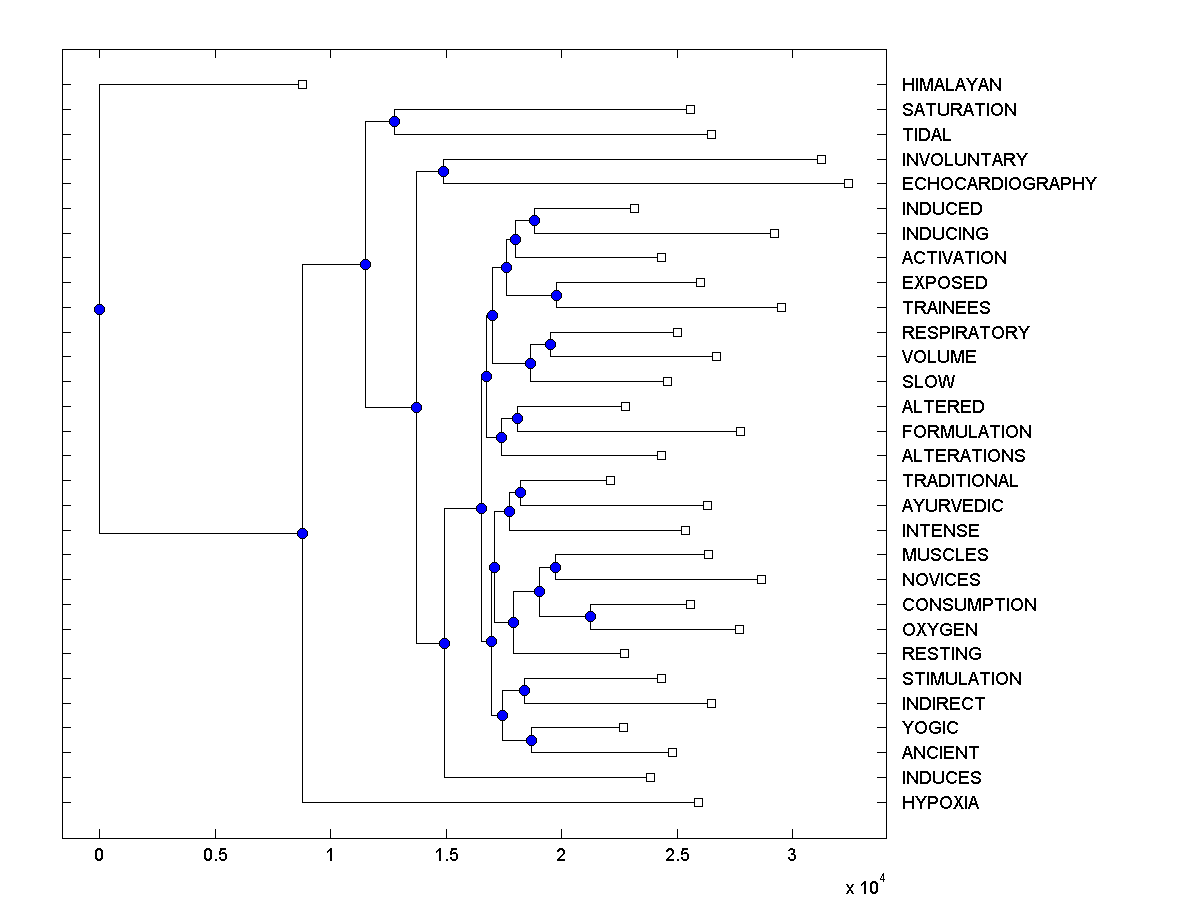 HIMALAYAN
SATURATION
TIDAL
INVOLUNTARY
ECHOCARDIOGRAPHY
INDUCED
INDUCING
ACTIVATION
EXPOSED
TRAINEES
RESPIRATORY
VOLUME
SLOW
ALTERED
FORMULATION
ALTERATIONS
TRADITIONAL
AYURVEDIC
INTENSE
MUSCLES
NOVICES
CONSUMPTION
OXYGEN
RESTING
STIMULATION
INDIRECT
YOGIC
ANCIENT
INDUCES
HYPOXIA
0 0.5 1 1.5 2 2.5 3
x 10^4